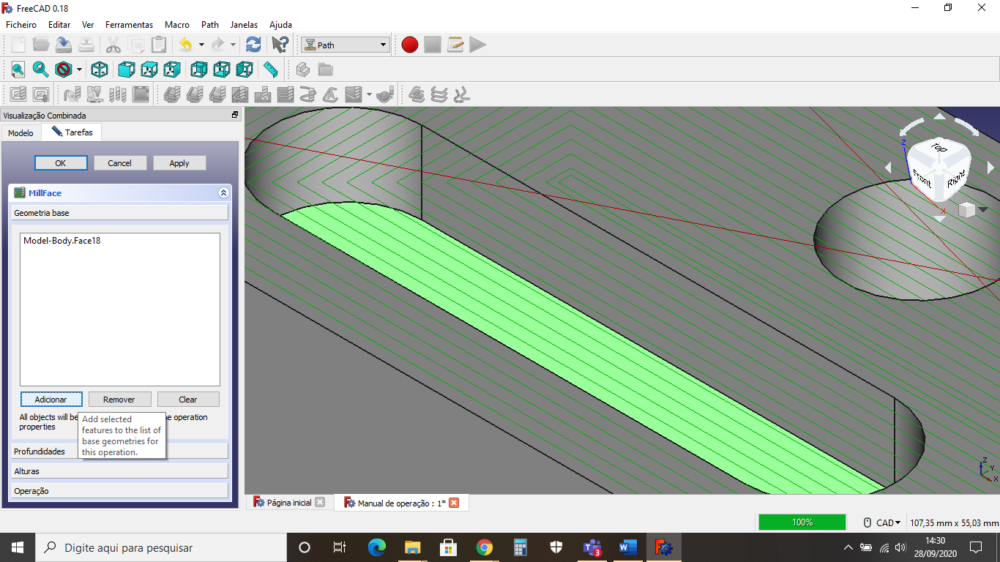 FreeCAD 0.18
Ficheiro Editar Ver Ferramentas Macro Path Janelas Ajuda
Path
Visualização Combinada
Modelo Tarefas
OK Cancel Apply
MillFace
Geometria base
Model-Body.Face18
Adicionar Remover Clear
All objects will be
e operation
properties
Add selected
features to the list of
base geometries for
this operation.
Profundidades
Alturas
Operação
Top
Front
Right
Z
X
Z
Y
X
Página inicial Manual de operação : 1*
100% CAD 107,35 mm x 55,03 mm
Digite aqui para pesquisar
3
14:30
28/09/2020